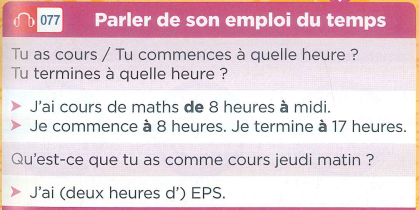 077 Parler de son emploi du temps
Tu as cours / Tu commences à quelle heure ?
Tu termines à quelle heure ?
➤ J'ai cours de maths de 8 heures à midi.
➤ Je commence à 8 heures. Je termine à 17 heures.
Qu'est-ce que tu as comme cours jeudi matin ?
➤ J'ai (deux heures d') EPS.